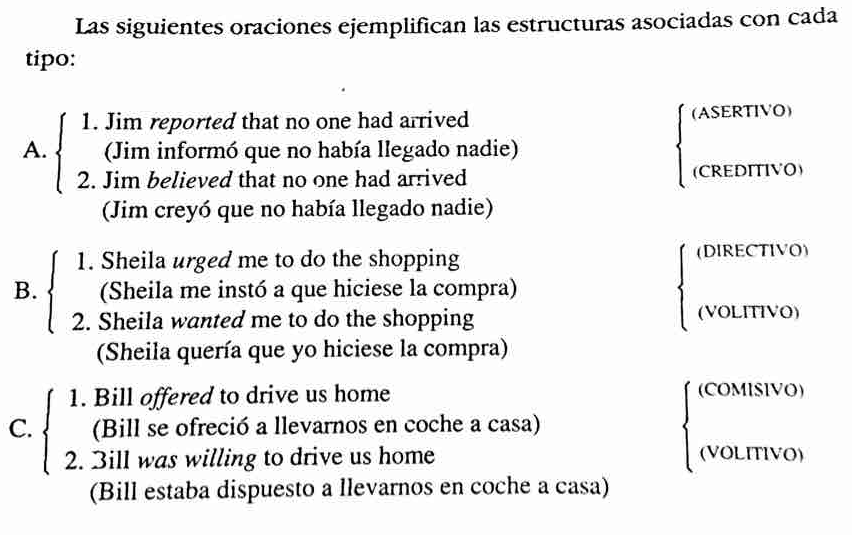 Las siguientes oraciones ejemplifican las estructuras asociadas con cada
tipo:
A. 1. Jim reported that no one had arrived (ASERTIVO)
(Jim informó que no había llegado nadie)
2. Jim believed that no one had arrived (CREDITIVO)
(Jim creyó que no había llegado nadie)
B. 1. Sheila urged me to do the shopping (DIRECTIVO)
(Sheila me instó a que hiciese la compra)
2. Sheila wanted me to do the shopping (VOLITIVO)
(Sheila quería que yo hiciese la compra)
C. 1. Bill offered to drive us home (COMISIVO)
(Bill se ofreció a llevarnos en coche a casa)
2. Bill was willing to drive us home (VOLITIVO)
(Bill estaba dispuesto a llevarnos en coche a casa)